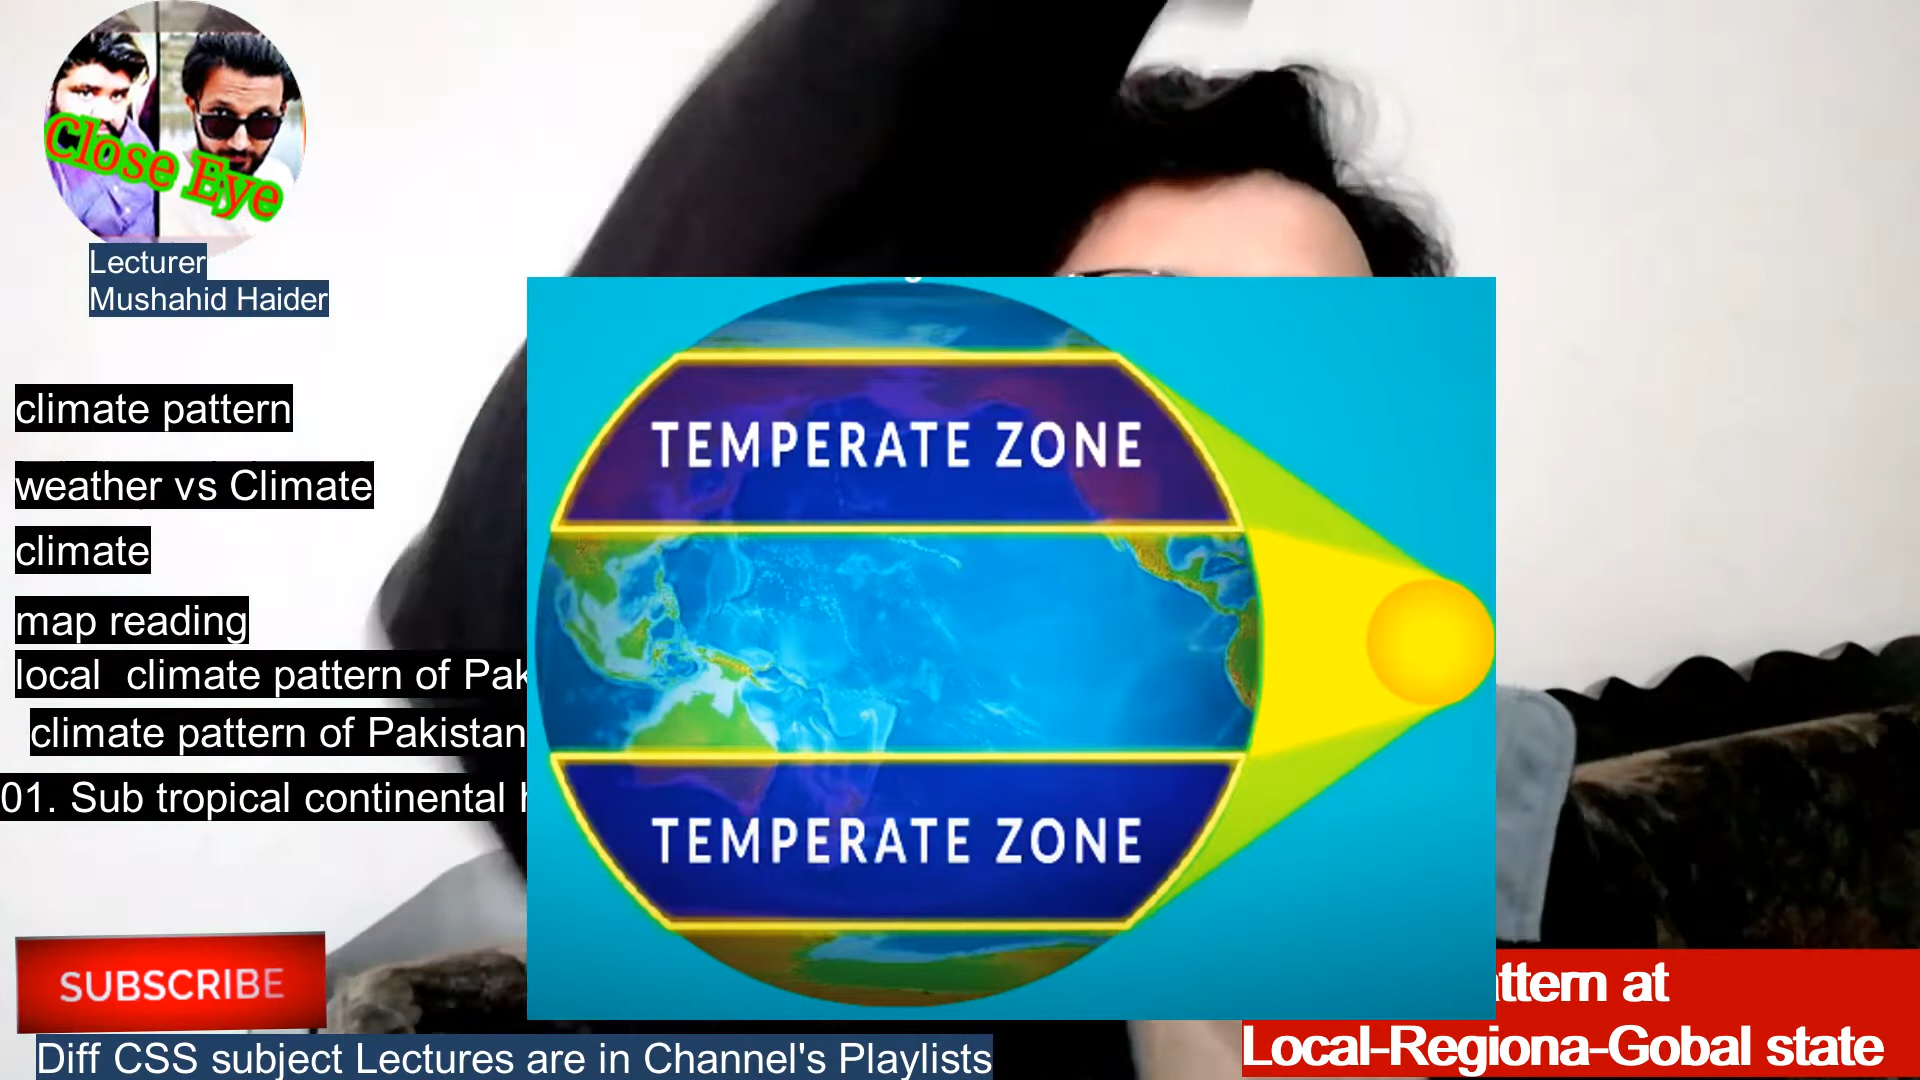 Close Eye
Lecturer
Mushahid Haider
climate pattern
weather vs Climate
climate
map reading
local climate pattern of Pak
climate pattern of Pakistan
01. Sub tropical continental
TEMPERATE ZONE
TEMPERATE ZONE
SUBSCRIBE
Diff CSS subject Lectures are in Channel's Playlists
ttern at
Local-Regiona-Gobal state